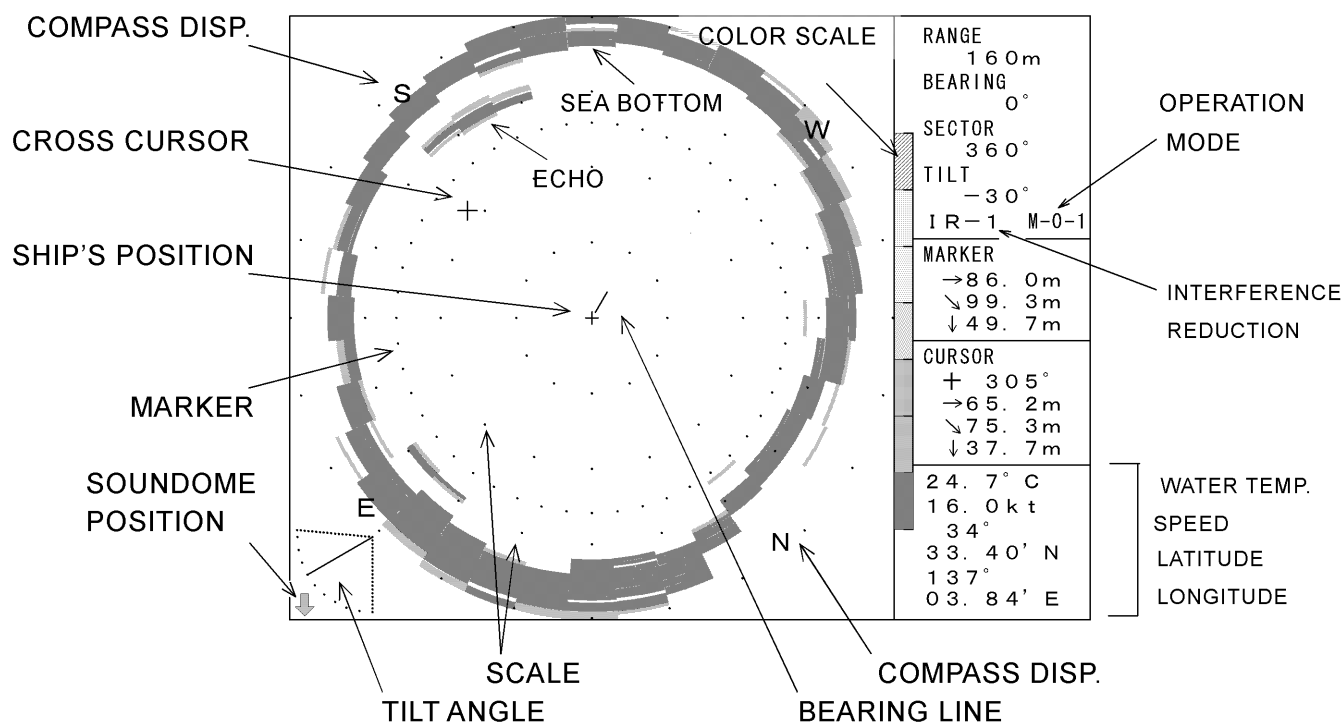 COMPASS DISP.
CROSS CURSOR
SHIP'S POSITION
MARKER
SOUNDOME
POSITION
S
W
E
N
SEA BOTTOM
ECHO
COLOR SCALE
RANGE
160m
BEARING
0°
SECTOR
360°
TILT
-30°
IR-1 M-0-1
MARKER
→86.0m
↘99.3m
↓49.7m
CURSOR
+ 305°
→65.2m
↘75.3m
↓37.7m
24.7°C
16.0kt
34°
33.40'N
137°
03.84'E
OPERATION
MODE
INTERFERENCE
REDUCTION
WATER TEMP.
SPEED
LATITUDE
LONGITUDE
SCALE
TILT ANGLE
COMPASS DISP.
BEARING LINE